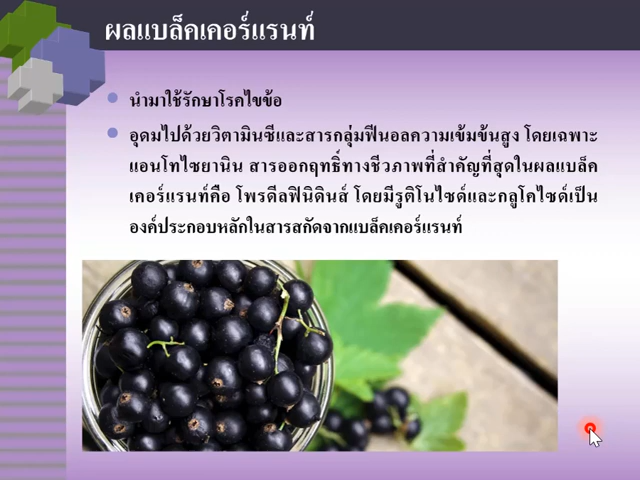 ผลแบล็คเคอร์แรนท์
นำมาใช้รักษาโรคไขข้อ
อุดมไปด้วยวิตามินซีและสารกลุ่มฟีนอลความเข้มข้นสูง โดยเฉพาะ
แอนโทไซยานิน สารออกฤทธิ์ทางชีวภาพที่สำคัญที่สุดในผลแบล็ค
เคอร์แรนท์คือ โพรดีลฟินิดินส์ โดยมีรูติโนไซด์และกลูโคไซด์เป็น
องค์ประกอบหลักในสารสกัดจากแบล็คเคอร์แรนท์